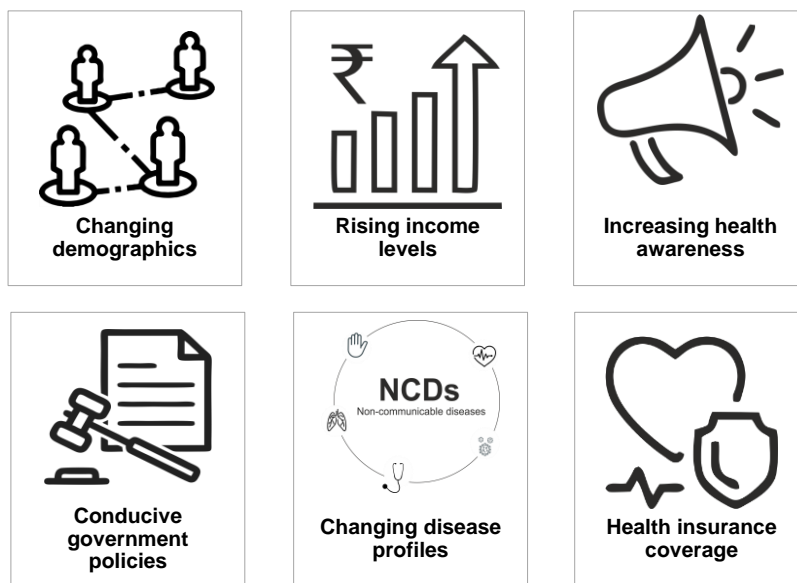 ₹
Changing
demographics
Rising income
levels
Increasing health
awareness
Conducive
government
policies
NCDs
Non-communicable diseases
Changing disease
profiles
Health insurance
coverage